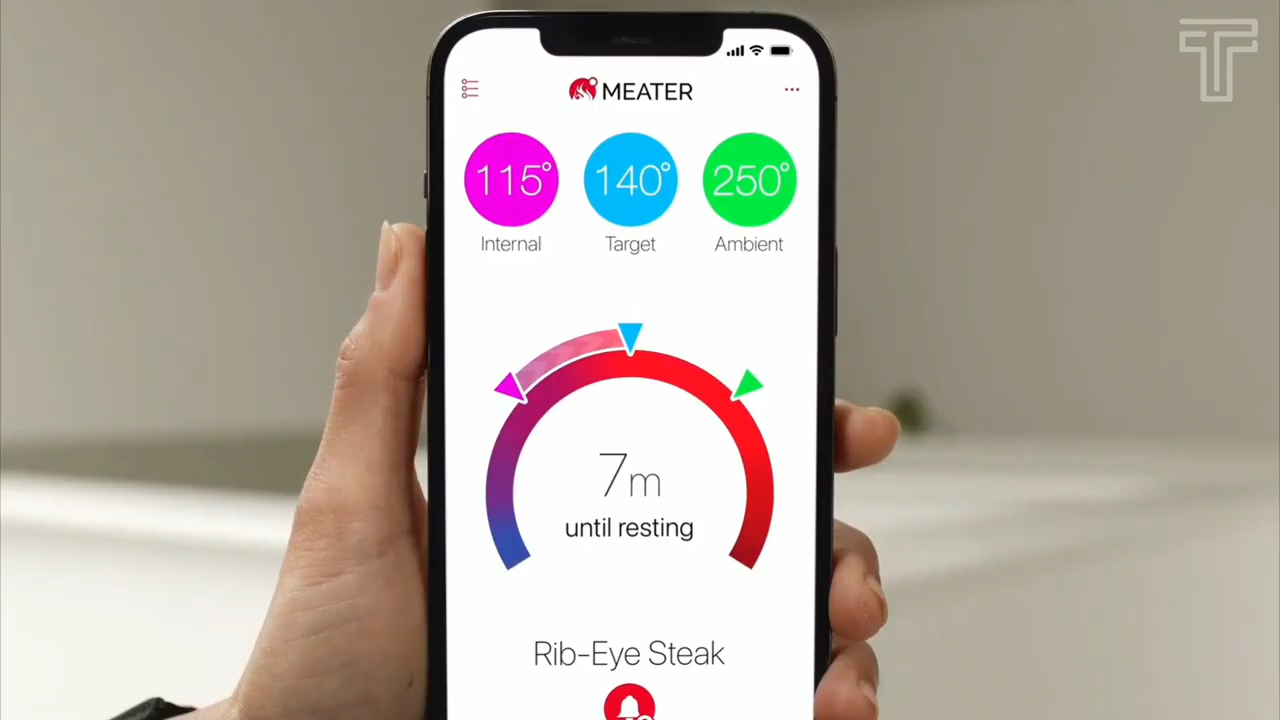 MEATER
115° 140° 250°
Internal Target Ambient
7m
until resting
Rib-Eye Steak